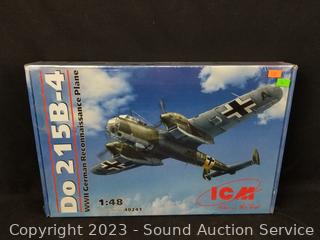 Do 215B-4
WWII German Reconnaissance Plane
1:48
48241
ICM
Copyright 2023 - Sound Auction Service